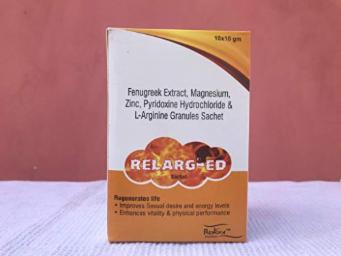 10x10 gm
Fenugreek Extract, Magnesium,
Zinc, Pyridoxine Hydrochloride &
L-Arginine Granules Sachet
RELARG-ED
Sachet
Regenerates life
• Improves Sexual desire and energy levels
• Enhances vitality & physical performance